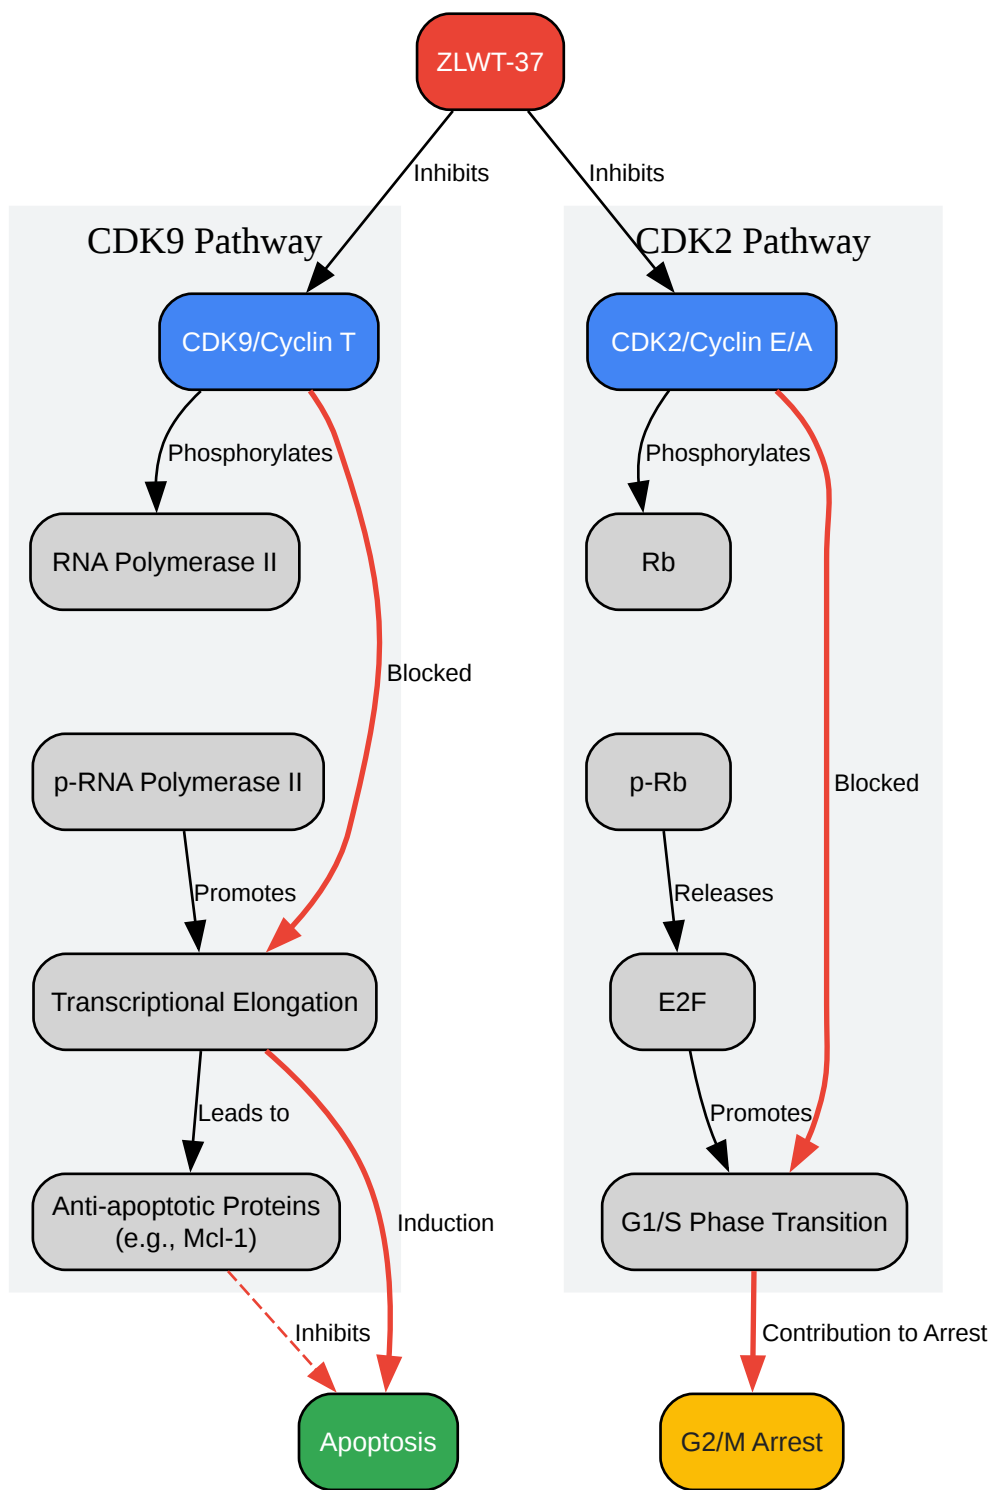 ZLWT-37
Inhibits
Inhibits
CDK9 Pathway
CDK2 Pathway
CDK9/Cyclin T
CDK2/Cyclin E/A
Phosphorylates
Phosphorylates
RNA Polymerase II
Rb
Blocked
p-RNA Polymerase II
p-Rb
Blocked
Promotes
Releases
Transcriptional Elongation
E2F
Leads to
Promotes
Anti-apoptotic Proteins
(e.g., Mcl-1)
Induction
G1/S Phase Transition
Inhibits
Contribution to Arrest
Apoptosis
G2/M Arrest